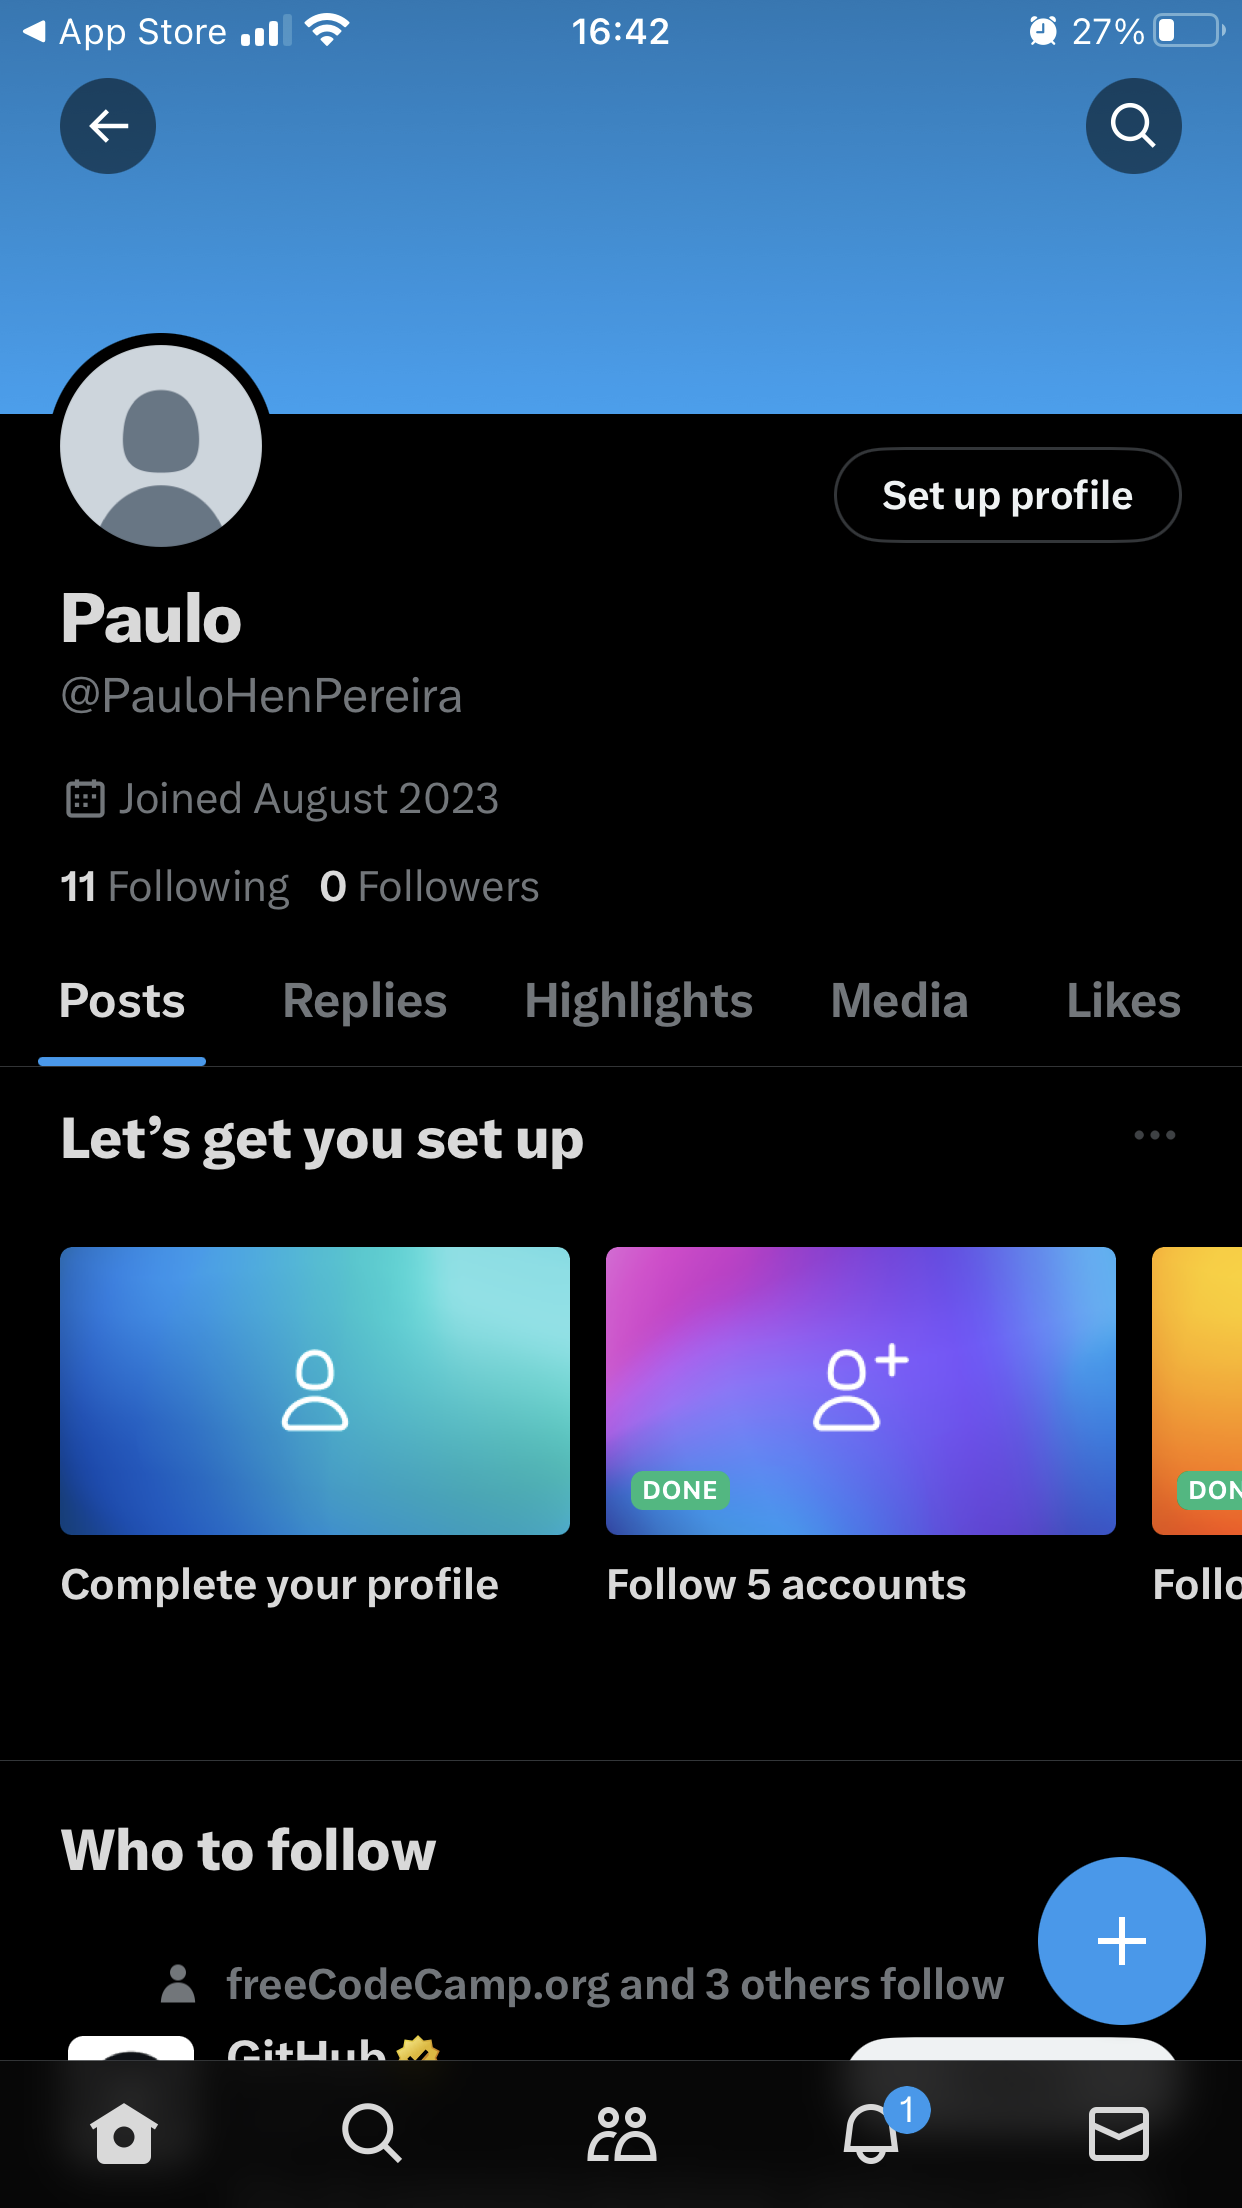 App Store 16:42 27%
Set up profile
Paulo
@PauloHenPereira
Joined August 2023
11 Following 0 Followers
Posts Replies Highlights Media Likes
Let’s get you set up
DONE DON
Complete your profile Follow 5 accounts Follo
Who to follow
freeCodeCamp.org and 3 others follow
GitHub
1